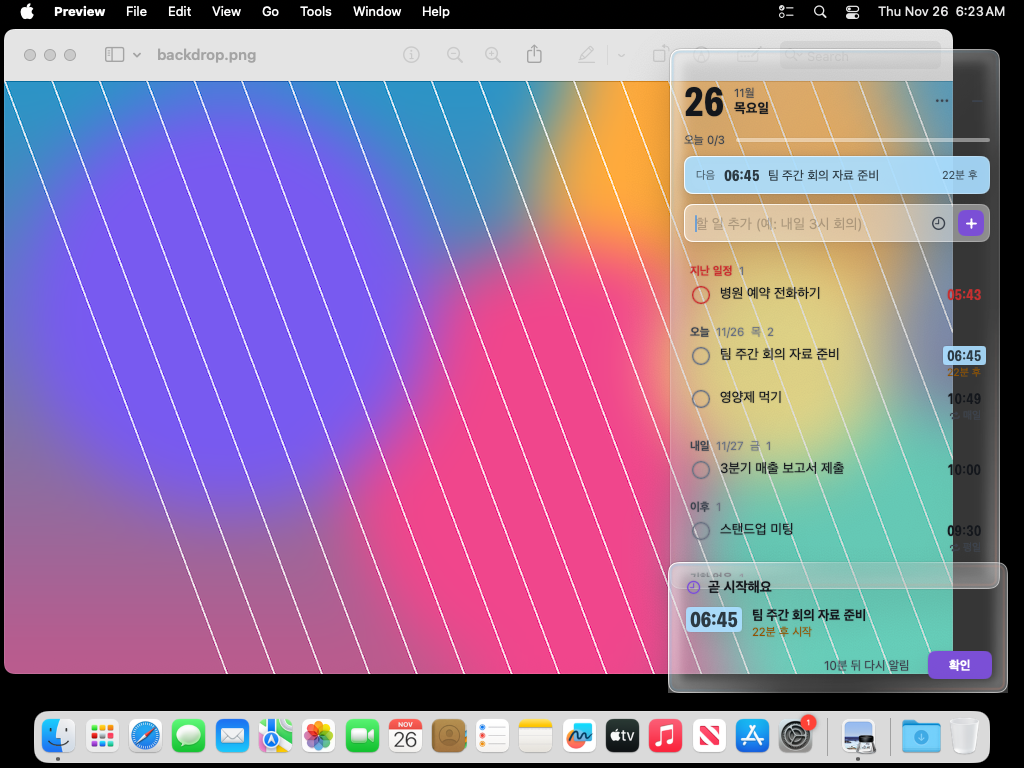 Preview File Edit View Go Tools Window Help Thu Nov 26 6:23 AM
backdrop.png
Search
26 11월
목요일
오늘 0/3
다음 06:45 팀 주간 회의 자료 준비 22분 후
할 일 추가 (예: 내일 3시 회의)
지난 일정 1
병원 예약 전화하기 05:43
오늘 11/26 목 2
팀 주간 회의 자료 준비 06:45
22분 후
영양제 먹기 10:49
내일 11/27 금 1
3분기 매출 보고서 제출 10:00
이후 1
스탠드업 미팅 09:30
곧 시작해요
06:45 팀 주간 회의 자료 준비
22분 후 시작
10분 뒤 다시 알림 확인
NOV
26
tv
1